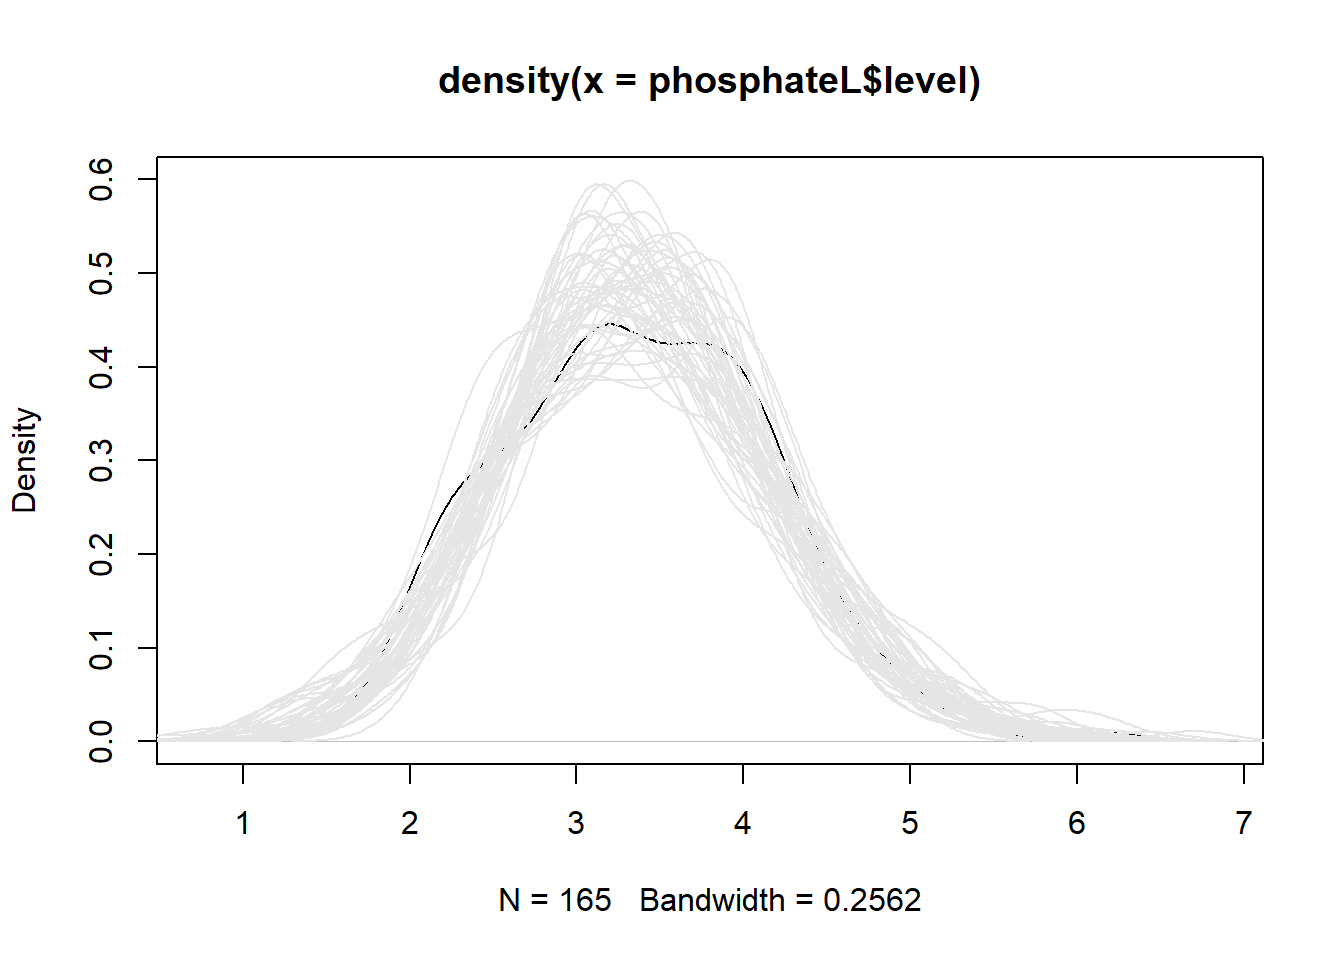 density(x = phosphateL$level)
Density
0.6
0.5
0.4
0.3
0.2
0.1
0.0
1 2 3 4 5 6 7
N = 165   Bandwidth = 0.2562